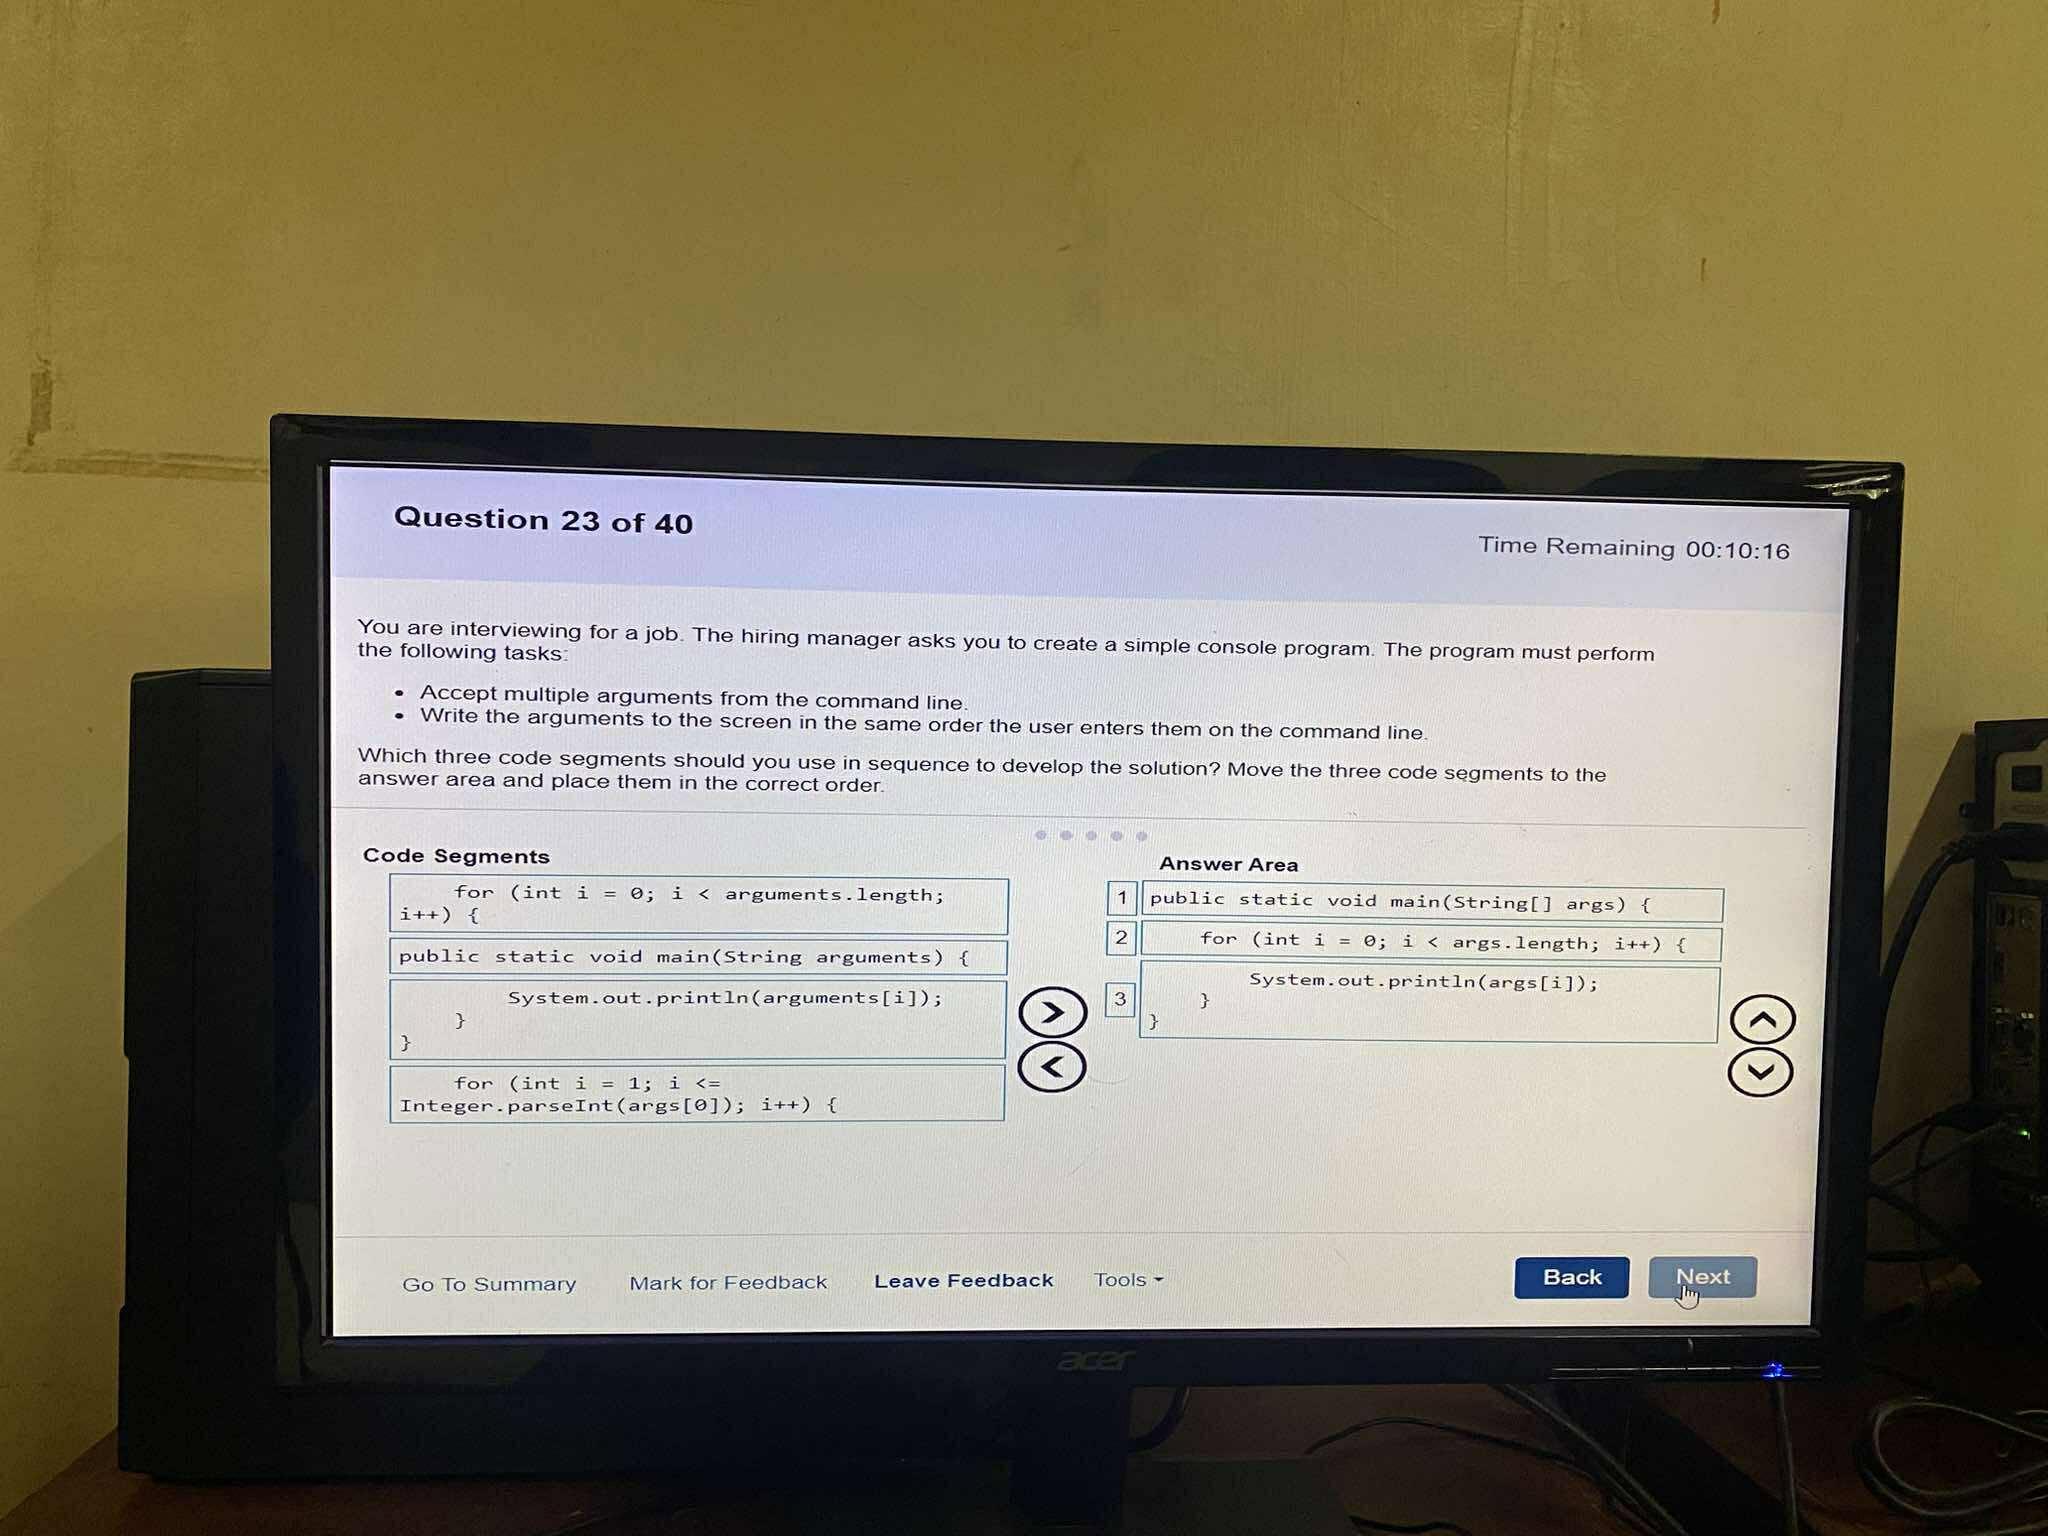 Question 23 of 40
Time Remaining 00:10:16
You are interviewing for a job. The hiring manager asks you to create a simple console program. The program must perform
the following tasks:
• Accept multiple arguments from the command line.
• Write the arguments to the screen in the same order the user enters them on the command line.
Which three code segments should you use in sequence to develop the solution? Move the three code segments to the
answer area and place them in the correct order.
Code Segments
for (int i = 0; i < arguments.length;
i++) {
public static void main(String arguments) {
System.out.println(arguments[i]);
}
}
for (int i = 1; i <=
Integer.parseInt(args[0]); i++) {
Answer Area
1 public static void main(String[] args) {
2 for (int i = 0; i < args.length; i++) {
3 System.out.println(args[i]);
}
}
Go To Summary
Mark for Feedback
Leave Feedback
Tools
Back
Next
acer